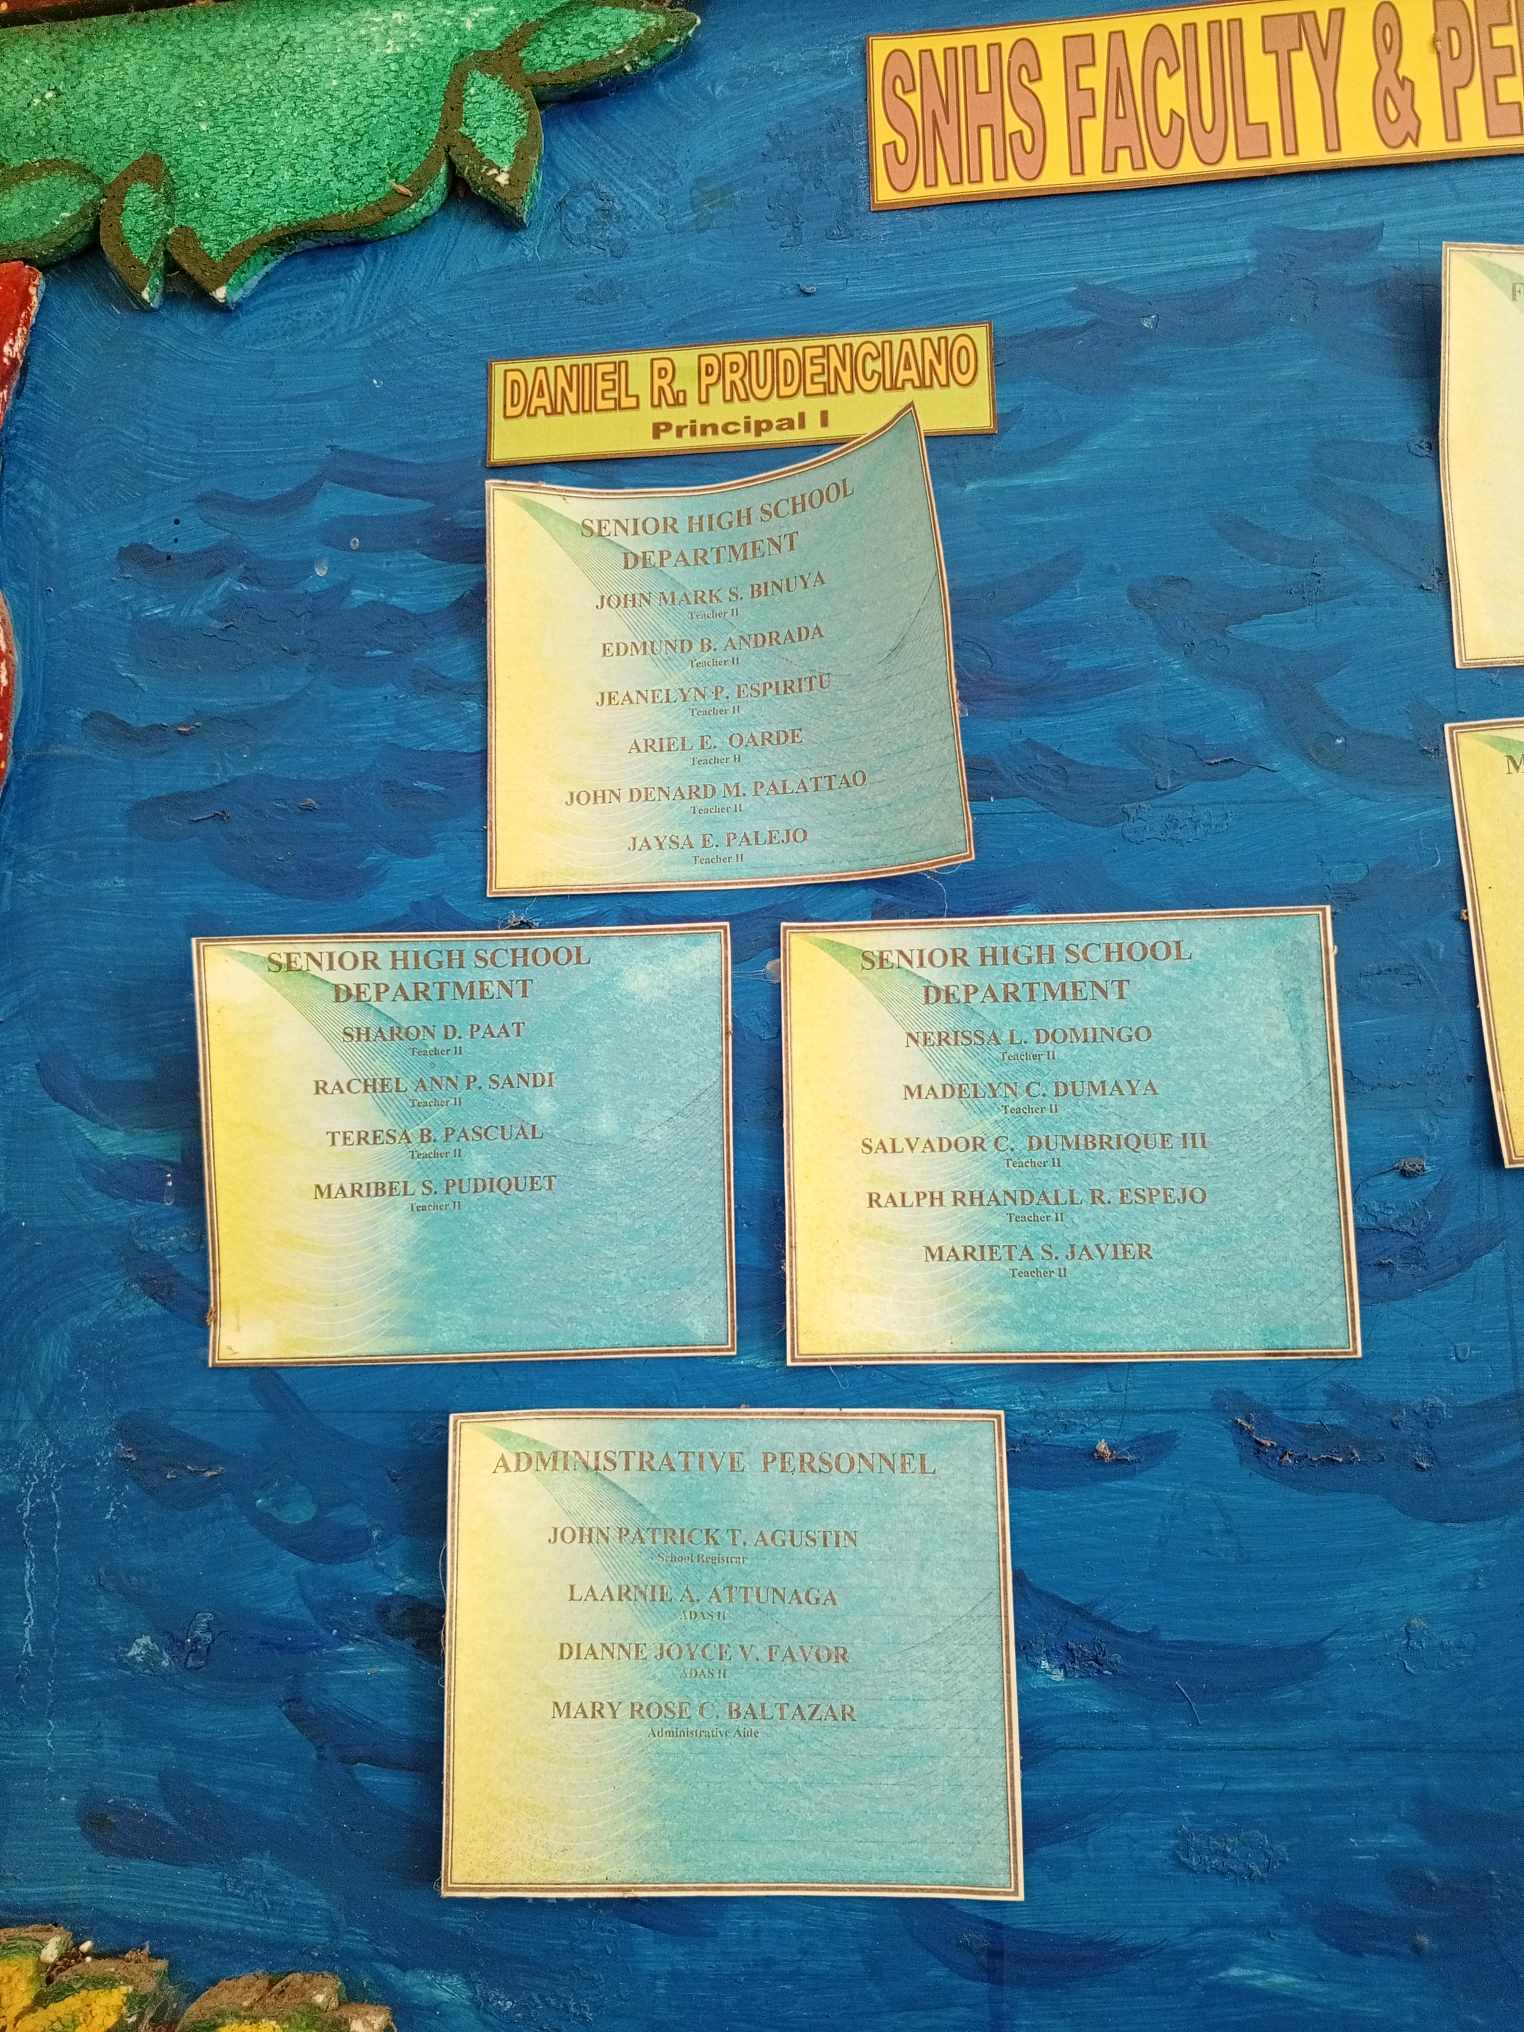 SNHS FACULTY &
DANIEL R. PRUDENCIANO
Principal I
SENIOR HIGH SCHOOL
DEPARTMENT
JOHN MARK S. BINUYA
Teacher II
EDMUND B. ANDRADA
Teacher II
JEANELYN P. ESPIRITU
Teacher II
ARIEL E. OARDE
Teacher II
JOHN DENARD M. PALATTAO
Teacher II
JAYSA E. PALEJO
Teacher II
SENIOR HIGH SCHOOL
DEPARTMENT
SHARON D. PAAT
Teacher II
RACHEL ANN P. SANDI
Teacher II
TERESA B. PASCUAL
Teacher II
MARIBEL S. PUDIQUET
Teacher II
SENIOR HIGH SCHOOL
DEPARTMENT
NERISSA L. DOMINGO
Teacher II
MADELYN C. DUMAYA
Teacher II
SALVADOR C. DUMBRIQUE III
Teacher II
RALPH RHANDALL R. ESPEJO
Teacher II
MARIETA S. JAVIER
Teacher II
ADMINISTRATIVE PERSONNEL
JOHN PATRICK T. AGUSTIN
School Registrar
LAARNIE A. ATTUNAGA
ADAS II
DIANNE JOYCE V. FAVOR
ADAS II
MARY ROSE C. BALTAZAR
Administrative Aide